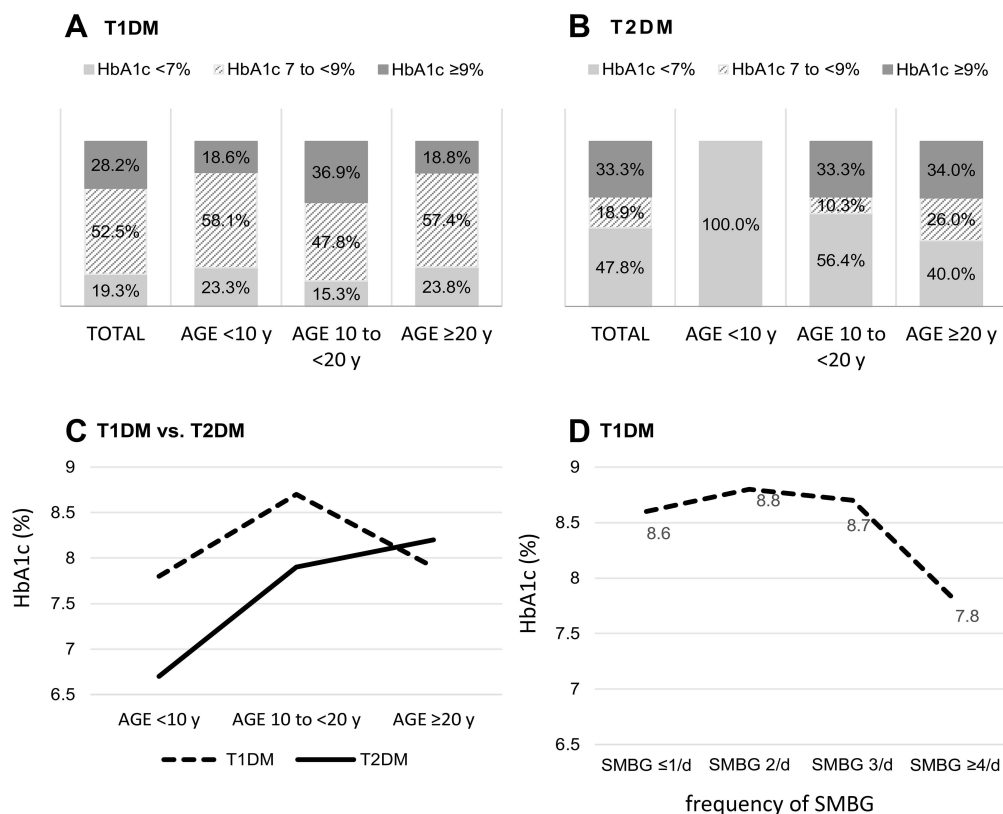 A T1DM
HbA1c <7% HbA1c 7 to <9% HbA1c ≥9%
28.2% 18.6% 36.9% 18.8%
52.5% 58.1% 47.8% 57.4%
19.3% 23.3% 15.3% 23.8%
TOTAL AGE <10 y AGE 10 to AGE ≥20 y
<20 y
B T2DM
HbA1c <7% HbA1c 7 to <9% HbA1c ≥9%
33.3% 33.3% 34.0%
18.9% 100.0% 10.3% 26.0%
47.8% 56.4% 40.0%
TOTAL AGE <10 y AGE 10 to AGE ≥20 y
<20 y
C T1DM vs. T2DM
HbA1c (%)
9
8.5
8
7.5
7
6.5
AGE <10 y AGE 10 to <20 y AGE ≥20 y
T1DM T2DM
D T1DM
HbA1c (%)
9
8.5
8
7.5
7
6.5
8.6 8.8 8.7 7.8
SMBG ≤1/d SMBG 2/d SMBG 3/d SMBG ≥4/d
frequency of SMBG